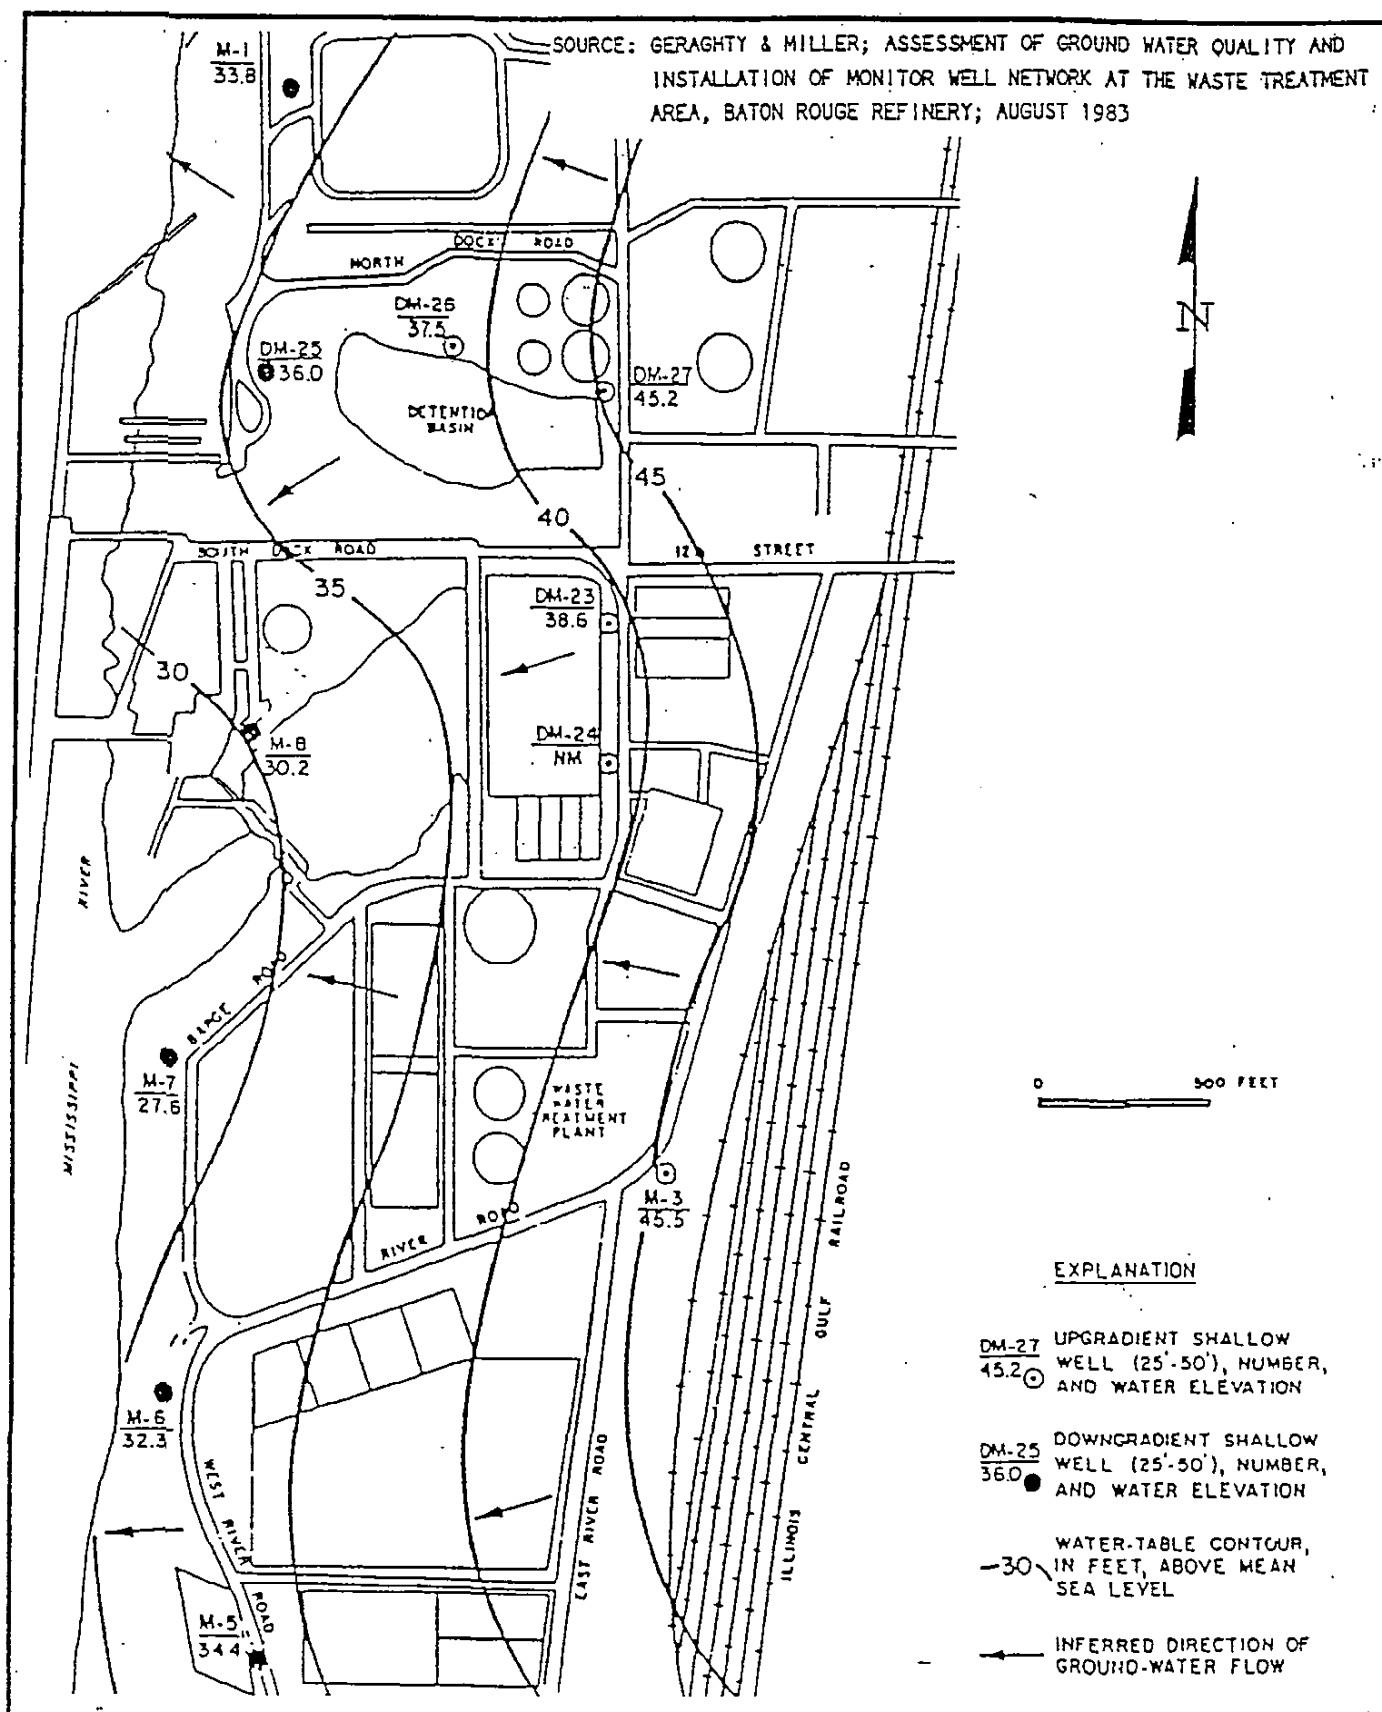 SOURCE: GERAGHTY & MILLER; ASSESSMENT OF GROUND WATER QUALITY AND
INSTALLATION OF MONITOR WELL NETWORK AT THE WASTE TREATMENT
AREA, BATON ROUGE REFINERY; AUGUST 1983
M-1
33.8
NORTH DOCK ROAD
DM-26
37.5
DM-25
36.0
DM-27
45.2
DETENTIO
BASIN
N
45
40
SOUTH DOCK ROAD
12 STREET
35
DM-23
38.6
30
M-8
30.2
DM-24
NM
MISSISSIPPI RIVER
BARGE ROAD
M-7
27.6
WASTE
WATER
TREATMENT
PLANT
0 500 FEET
M-3
45.5
RIVER ROAD
ILLINOIS CENTRAL GULF RAILROAD
M-6
32.3
WEST RIVER ROAD
EAST RIVER ROAD
M-5
34.4
EXPLANATION
DM-27
45.2
UPGRADIENT SHALLOW
WELL (25'-50'), NUMBER,
AND WATER ELEVATION
DM-25
36.0
DOWNGRADIENT SHALLOW
WELL (25'-50'), NUMBER,
AND WATER ELEVATION
30
WATER-TABLE CONTOUR,
IN FEET, ABOVE MEAN
SEA LEVEL
INFERRED DIRECTION OF
GROUND-WATER FLOW